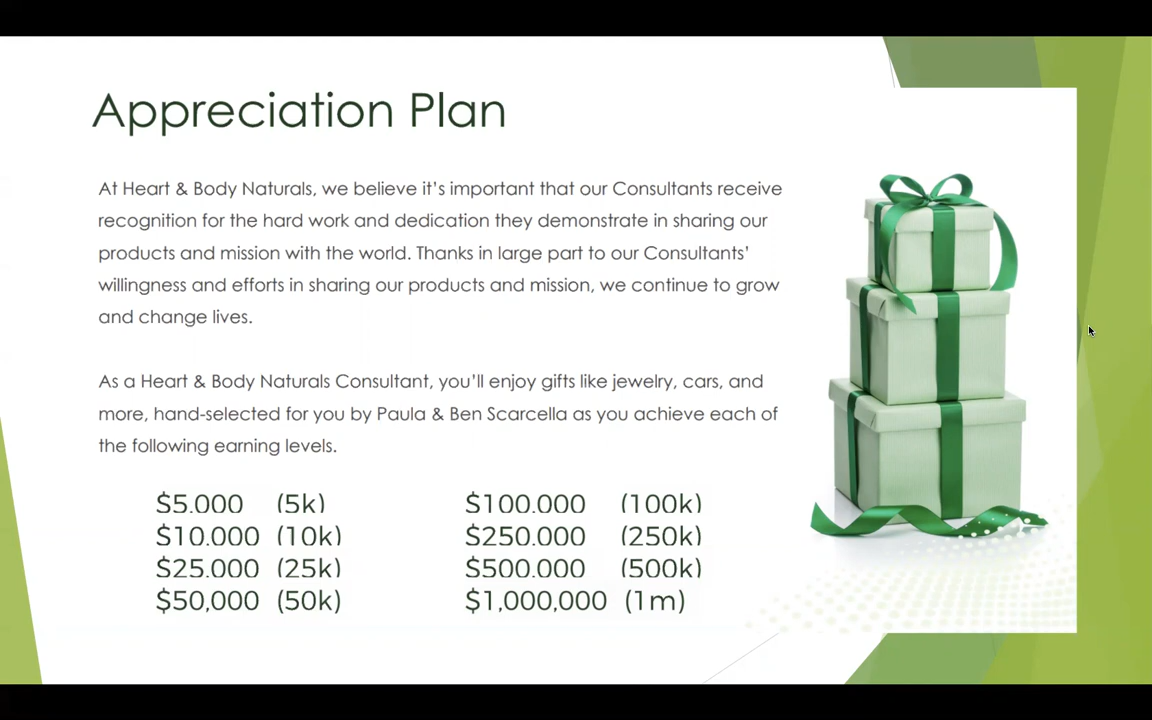 Appreciation Plan
At Heart & Body Naturals, we believe it's important that our Consultants receive
recognition for the hard work and dedication they demonstrate in sharing our
products and mission with the world. Thanks in large part to our Consultants'
willingness and efforts in sharing our products and mission, we continue to grow
and change lives.
As a Heart & Body Naturals Consultant, you'll enjoy gifts like jewelry, cars, and
more, hand-selected for you by Paula & Ben Scarcella as you achieve each of
the following earning levels.
$5,000 (5k) $100,000 (100k)
$10,000 (10k) $250,000 (250k)
$25,000 (25k) $500,000 (500k)
$50,000 (50k) $1,000,000 (1m)